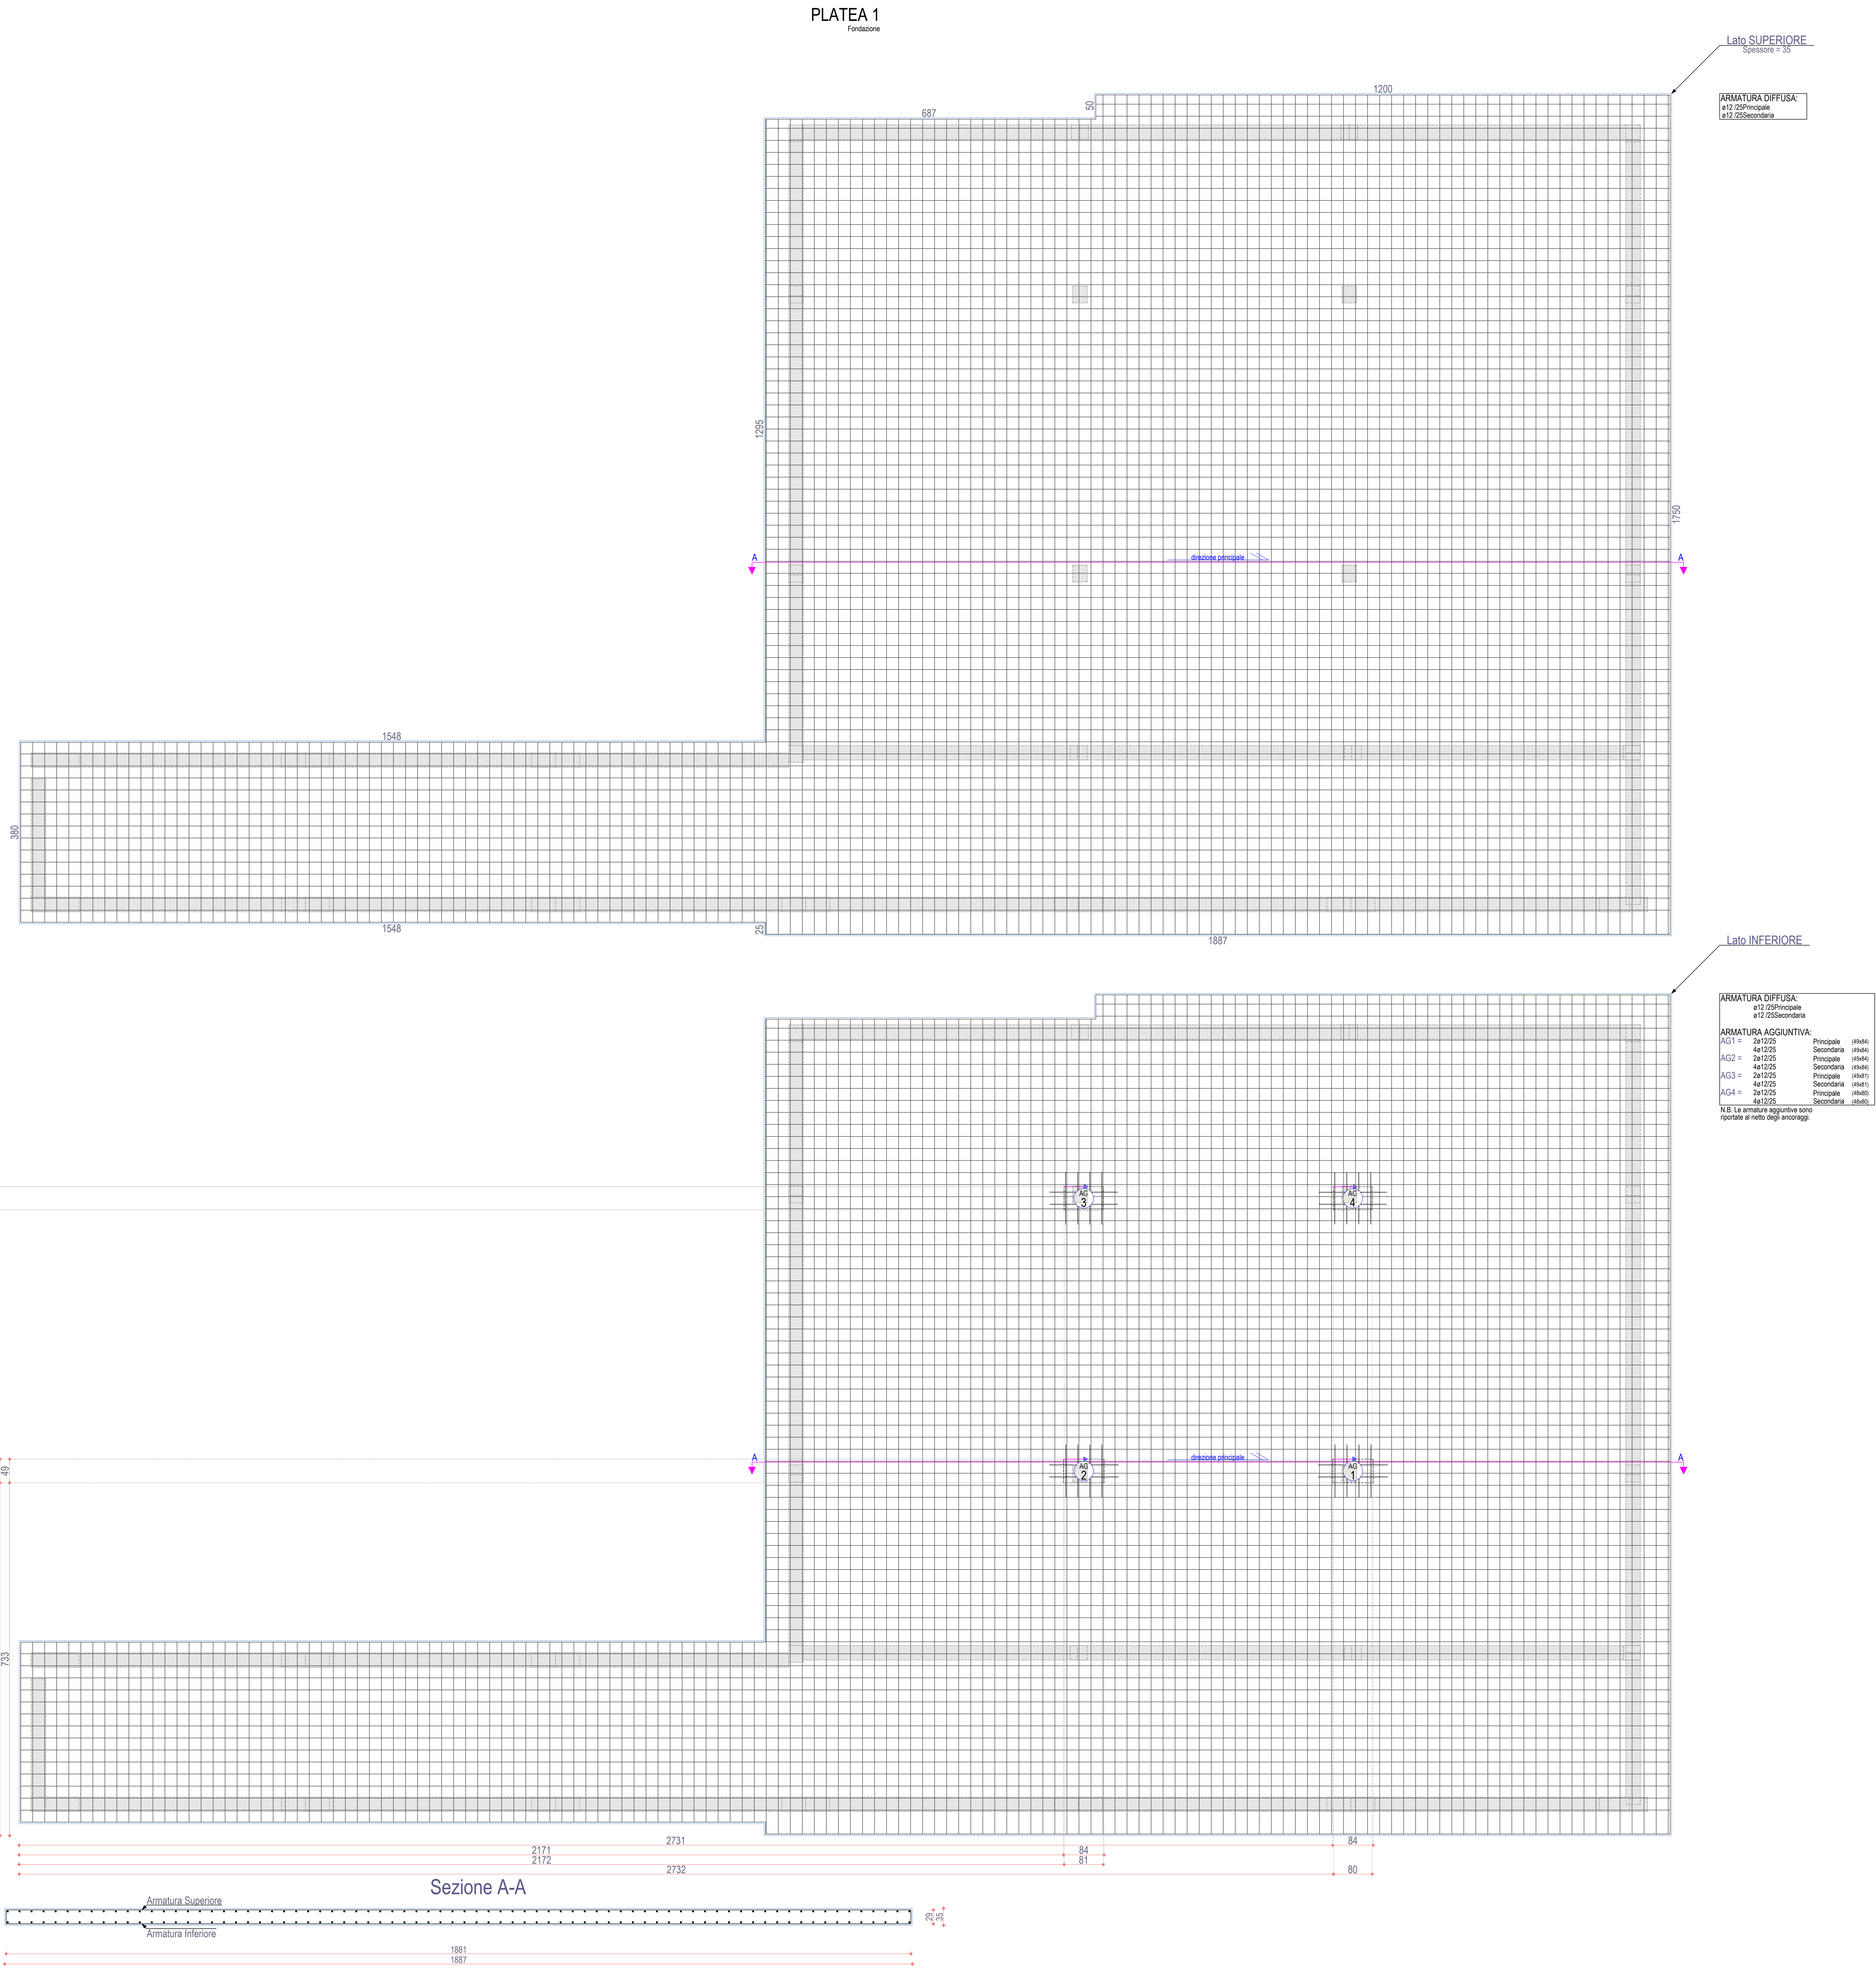 PLATEA 1
Fondazione
Lato SUPERIORE
Spessore = 35
ARMATURA DIFFUSA:
ø12 /25Principale
ø12 /25Secondaria
1200
50
687
1295
1750
A
direzione principale
A
1548
380
1548
25
1887
Lato INFERIORE
ARMATURA DIFFUSA:
ø12 /25Principale
ø12 /25Secondaria
ARMATURA AGGIUNTIVA:
AG1 = 2ø12/25 Principale (49x84)
4ø12/25 Secondaria (49x84)
AG2 = 2ø12/25 Principale (49x84)
4ø12/25 Secondaria (49x84)
AG3 = 2ø12/25 Principale (49x81)
4ø12/25 Secondaria (49x81)
AG4 = 2ø12/25 Principale (48x80)
4ø12/25 Secondaria (48x80)
N.B. Le armature aggiuntive sono
riportate al netto degli ancoraggi.
AG
3
AG
4
A
direzione principale
A
AG
2
AG
1
49
733
2731
84
2171
84
2172
81
2732
80
Sezione A-A
Armatura Superiore
Armatura Inferiore
29
35
1881
1887